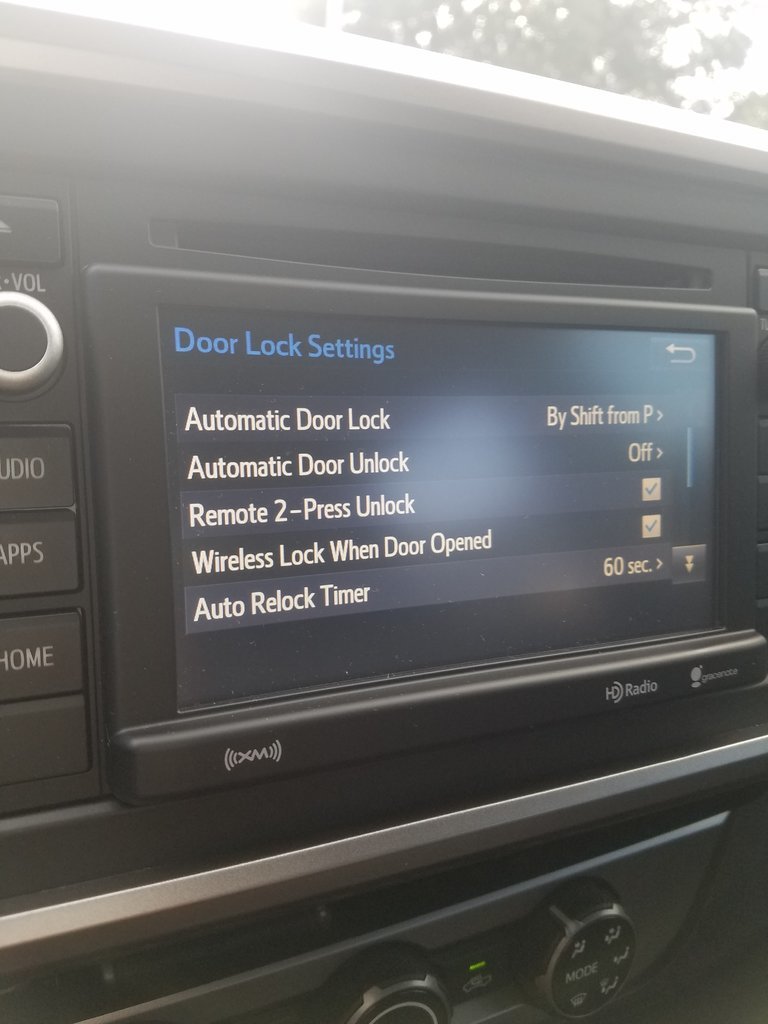 ·VOL
Door Lock Settings
Automatic Door Lock By Shift from P >
Automatic Door Unlock Off >
Remote 2-Press Unlock
Wireless Lock When Door Opened
Auto Relock Timer 60 sec. >
UDIO
APPS
HOME
HD Radio
gracenote
((XM))
MODE